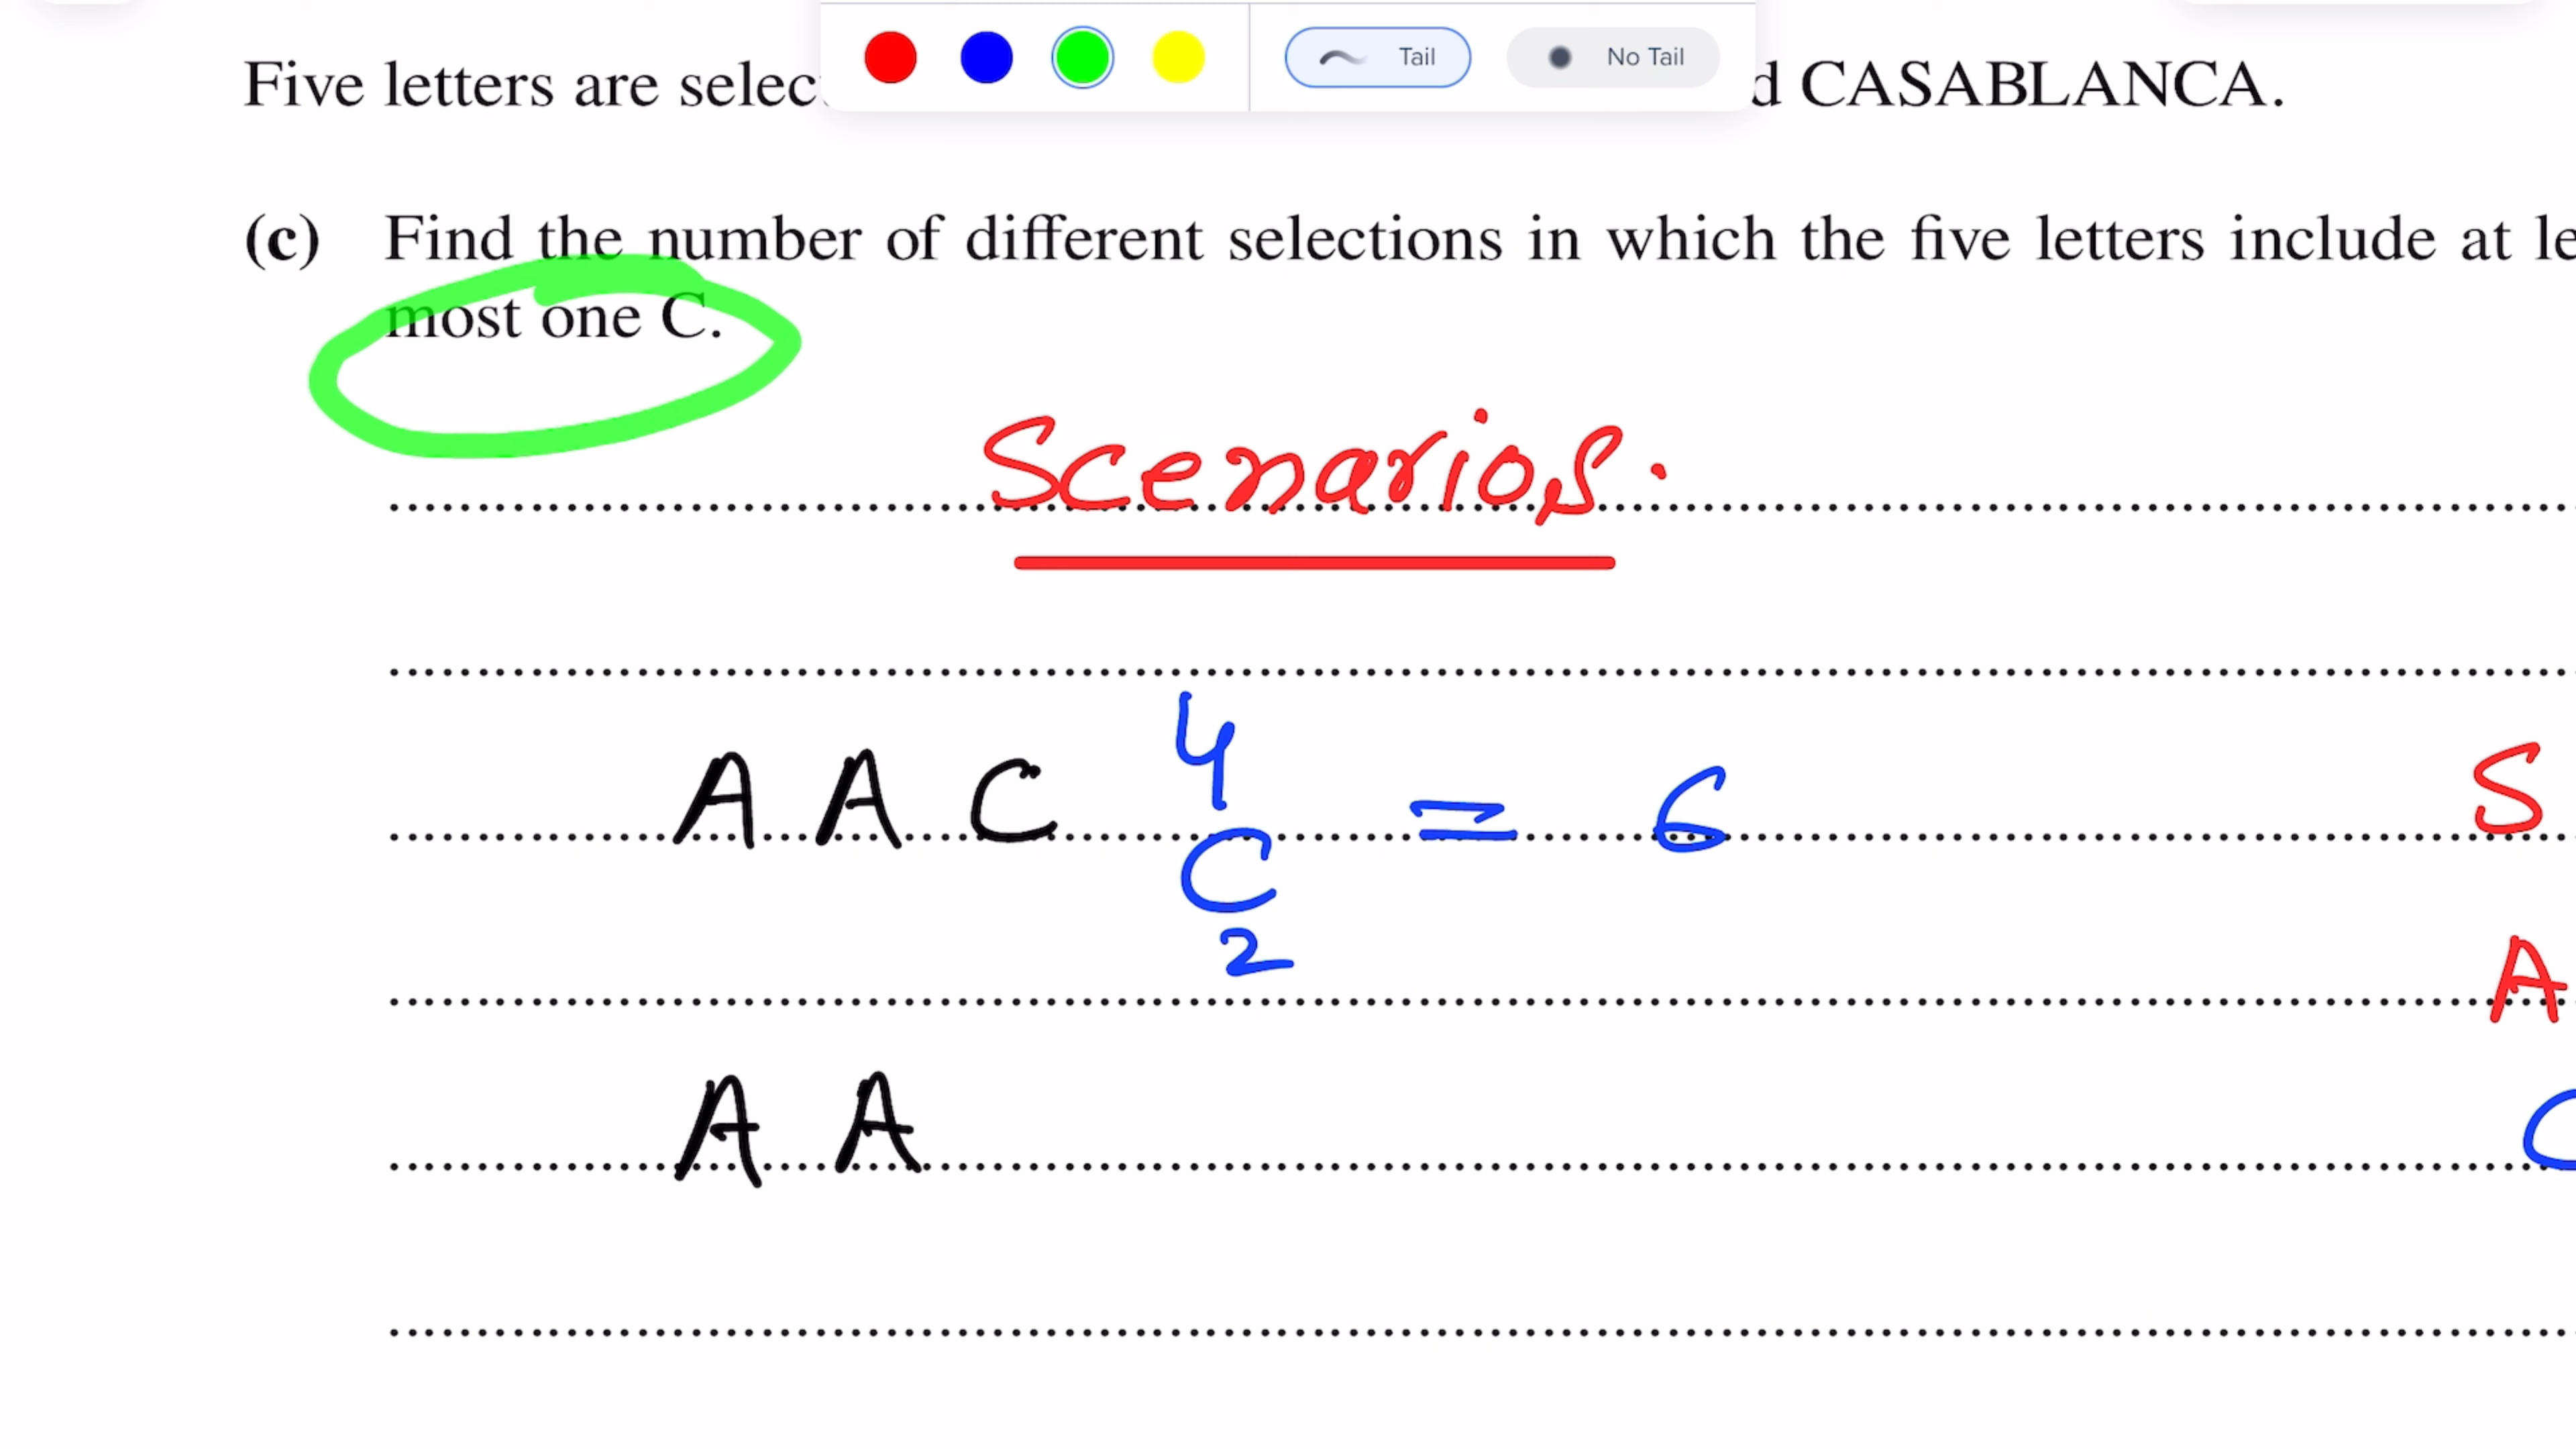 Tail No Tail
Five letters are selec d CASABLANCA.
(c) Find the number of different selections in which the five letters include at le
most one C.
Scenarios.
A A C 4 C 2 = 6 S
A
A A C